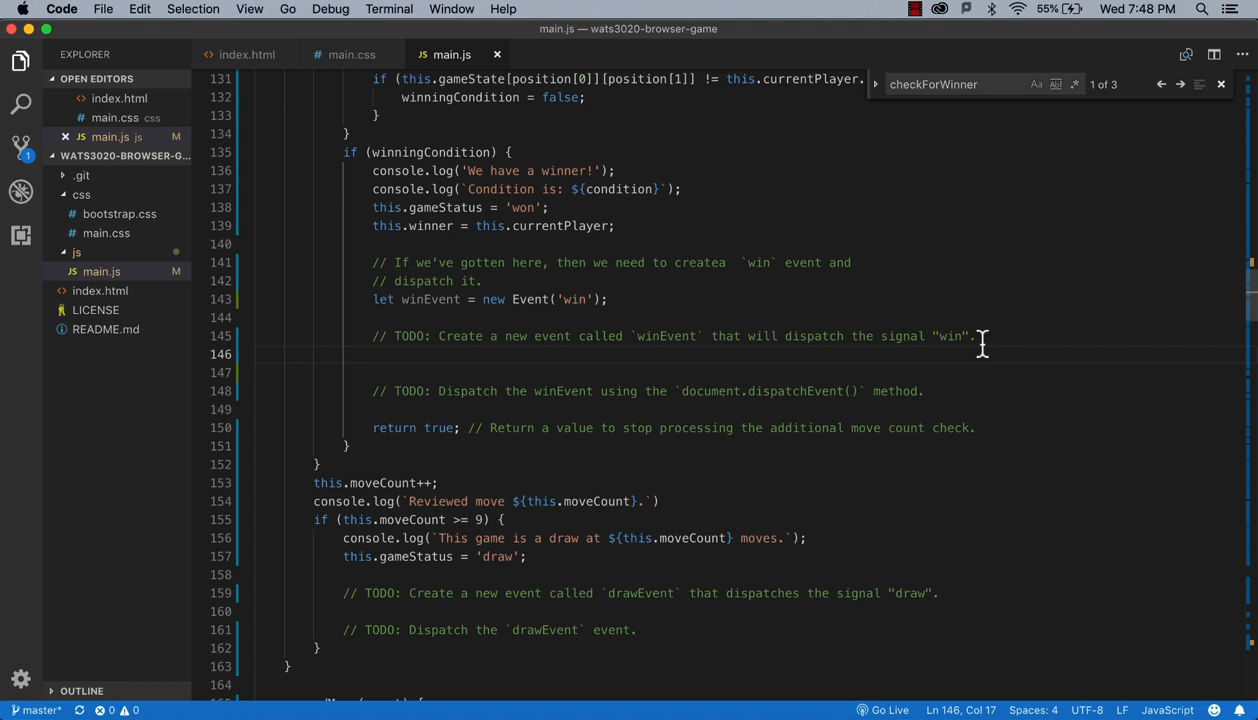 Code File Edit Selection View Go Debug Terminal Window Help 55% Wed 7:48 PM
main.js — wats3020-browser-game
EXPLORER
index.html main.css main.js
OPEN EDITORS
index.html
main.css css
main.js js M
WATS3020-BROWSER-G...
.git
css
bootstrap.css
main.css
js
main.js M
index.html
LICENSE
README.md
OUTLINE
checkForWinner Aa Abl .* 1 of 3
131 if (this.gameState[position[0]][position[1]] != this.currentPlayer.
132 winningCondition = false;
133 }
134 }
135 if (winningCondition) {
136 console.log('We have a winner!');
137 console.log(`Condition is: ${condition}`);
138 this.gameStatus = 'won';
139 this.winner = this.currentPlayer;
140
141 // If we've gotten here, then we need to createa `win` event and
142 // dispatch it.
143 let winEvent = new Event('win');
144
145 // TODO: Create a new event called `winEvent` that will dispatch the signal "win".
146
147
148 // TODO: Dispatch the winEvent using the `document.dispatchEvent()` method.
149
150 return true; // Return a value to stop processing the additional move count check.
151 }
152 }
153 this.moveCount++;
154 console.log(`Reviewed move ${this.moveCount}.`)
155 if (this.moveCount >= 9) {
156 console.log(`This game is a draw at ${this.moveCount} moves.`);
157 this.gameStatus = 'draw';
158
159 // TODO: Create a new event called `drawEvent` that dispatches the signal "draw".
160
161 // TODO: Dispatch the `drawEvent` event.
162 }
163 }
164
master* 0 0 Go Live Ln 146, Col 17 Spaces: 4 UTF-8 LF JavaScript